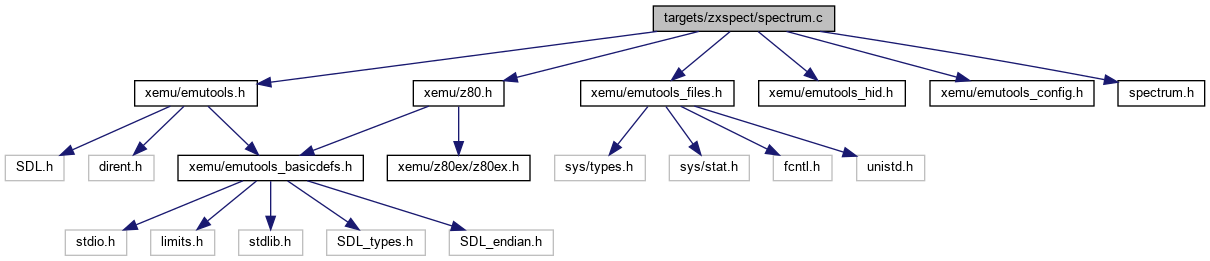 targets/zxspect/spectrum.c
xemu/emutools.h
xemu/z80.h
xemu/emutools_files.h
xemu/emutools_hid.h
xemu/emutools_config.h
spectrum.h
SDL.h
dirent.h
xemu/emutools_basicdefs.h
xemu/z80ex/z80ex.h
sys/types.h
sys/stat.h
fcntl.h
unistd.h
stdio.h
limits.h
stdlib.h
SDL_types.h
SDL_endian.h